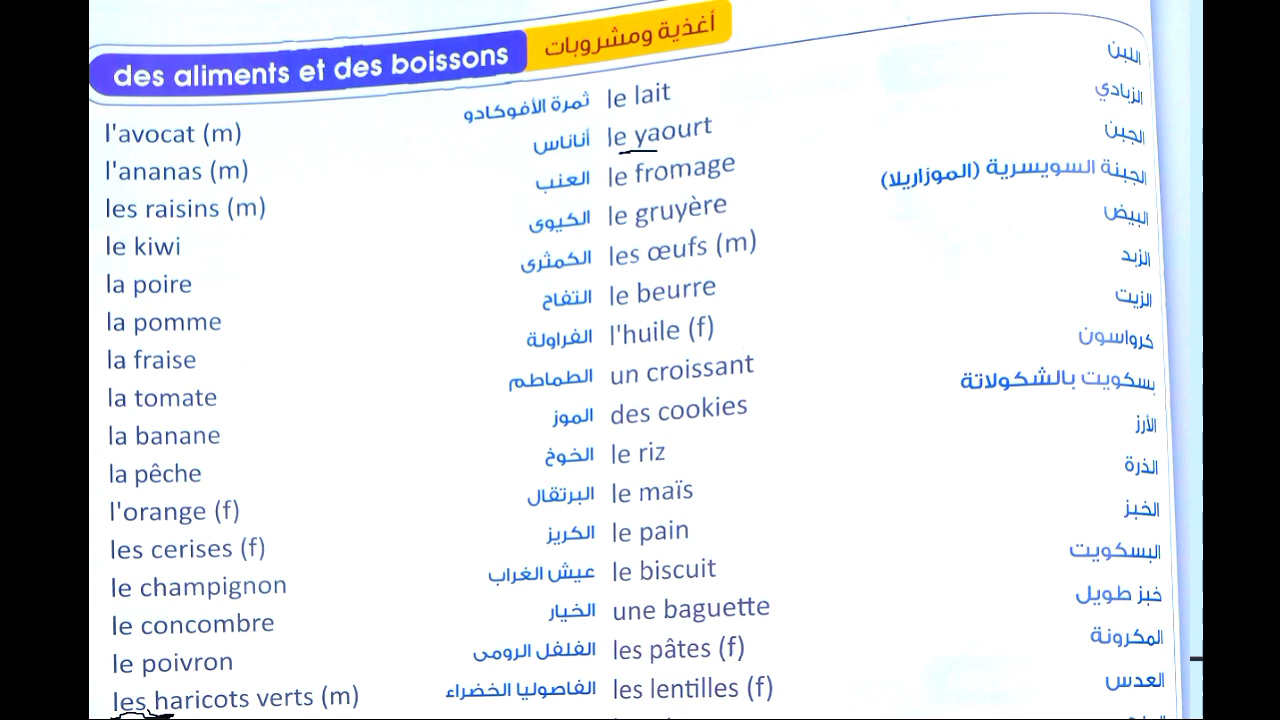 des aliments et des boissons أغذية ومشروبات
l'avocat (m) ثمرة الأفوكادو
l'ananas (m) أناناس
les raisins (m) العنب
le kiwi الكيوى
la poire الكمثرى
la pomme التفاح
la fraise الفراولة
la tomate الطماطم
la banane الموز
la pêche الخوخ
l'orange (f) البرتقال
les cerises (f) الكريز
le champignon عيش الغراب
le concombre الخيار
le poivron الفلفل الرومى
les haricots verts (m) الفاصوليا الخضراء
le lait اللبن
le yaourt الزبادي
le fromage الجبن
le gruyère الجبنة السويسرية (الموزاريلا)
les œufs (m) البيض
le beurre الزبد
l'huile (f) الزيت
un croissant كرواسون
des cookies بسكويت بالشكولاتة
le riz الأرز
le maïs الذرة
le pain الخبز
le biscuit البسكويت
une baguette خبز طويل
les pâtes (f) المكرونة
les lentilles (f) العدس